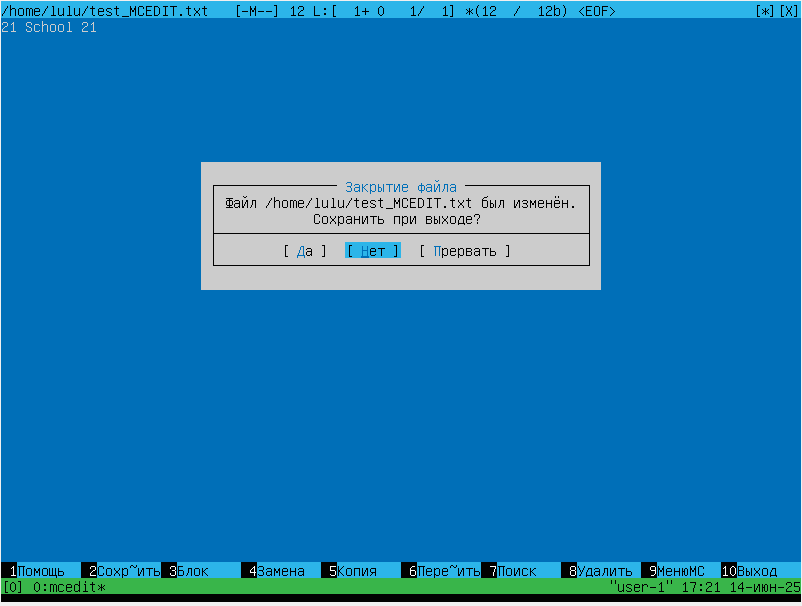 /home/lulu/test_MCEDIT.txt   [-M--] 12 L:[  1+ 0   1/  1] *(12  /  12b) <EOF>   [*][X]
21 School 21
Закрытие файла
Файл /home/lulu/test_MCEDIT.txt был изменён.
Сохранить при выходе?
[ Да ]  [ Нет ]  [ Прервать ]
1Помощь  2Сохр~ить 3Блок  4Замена  5Копия  6Пере~ить 7Поиск  8Удалить 9МенюMC 10Выход
[0] 0:mcedit*   "user-1" 17:21 14-июн-25